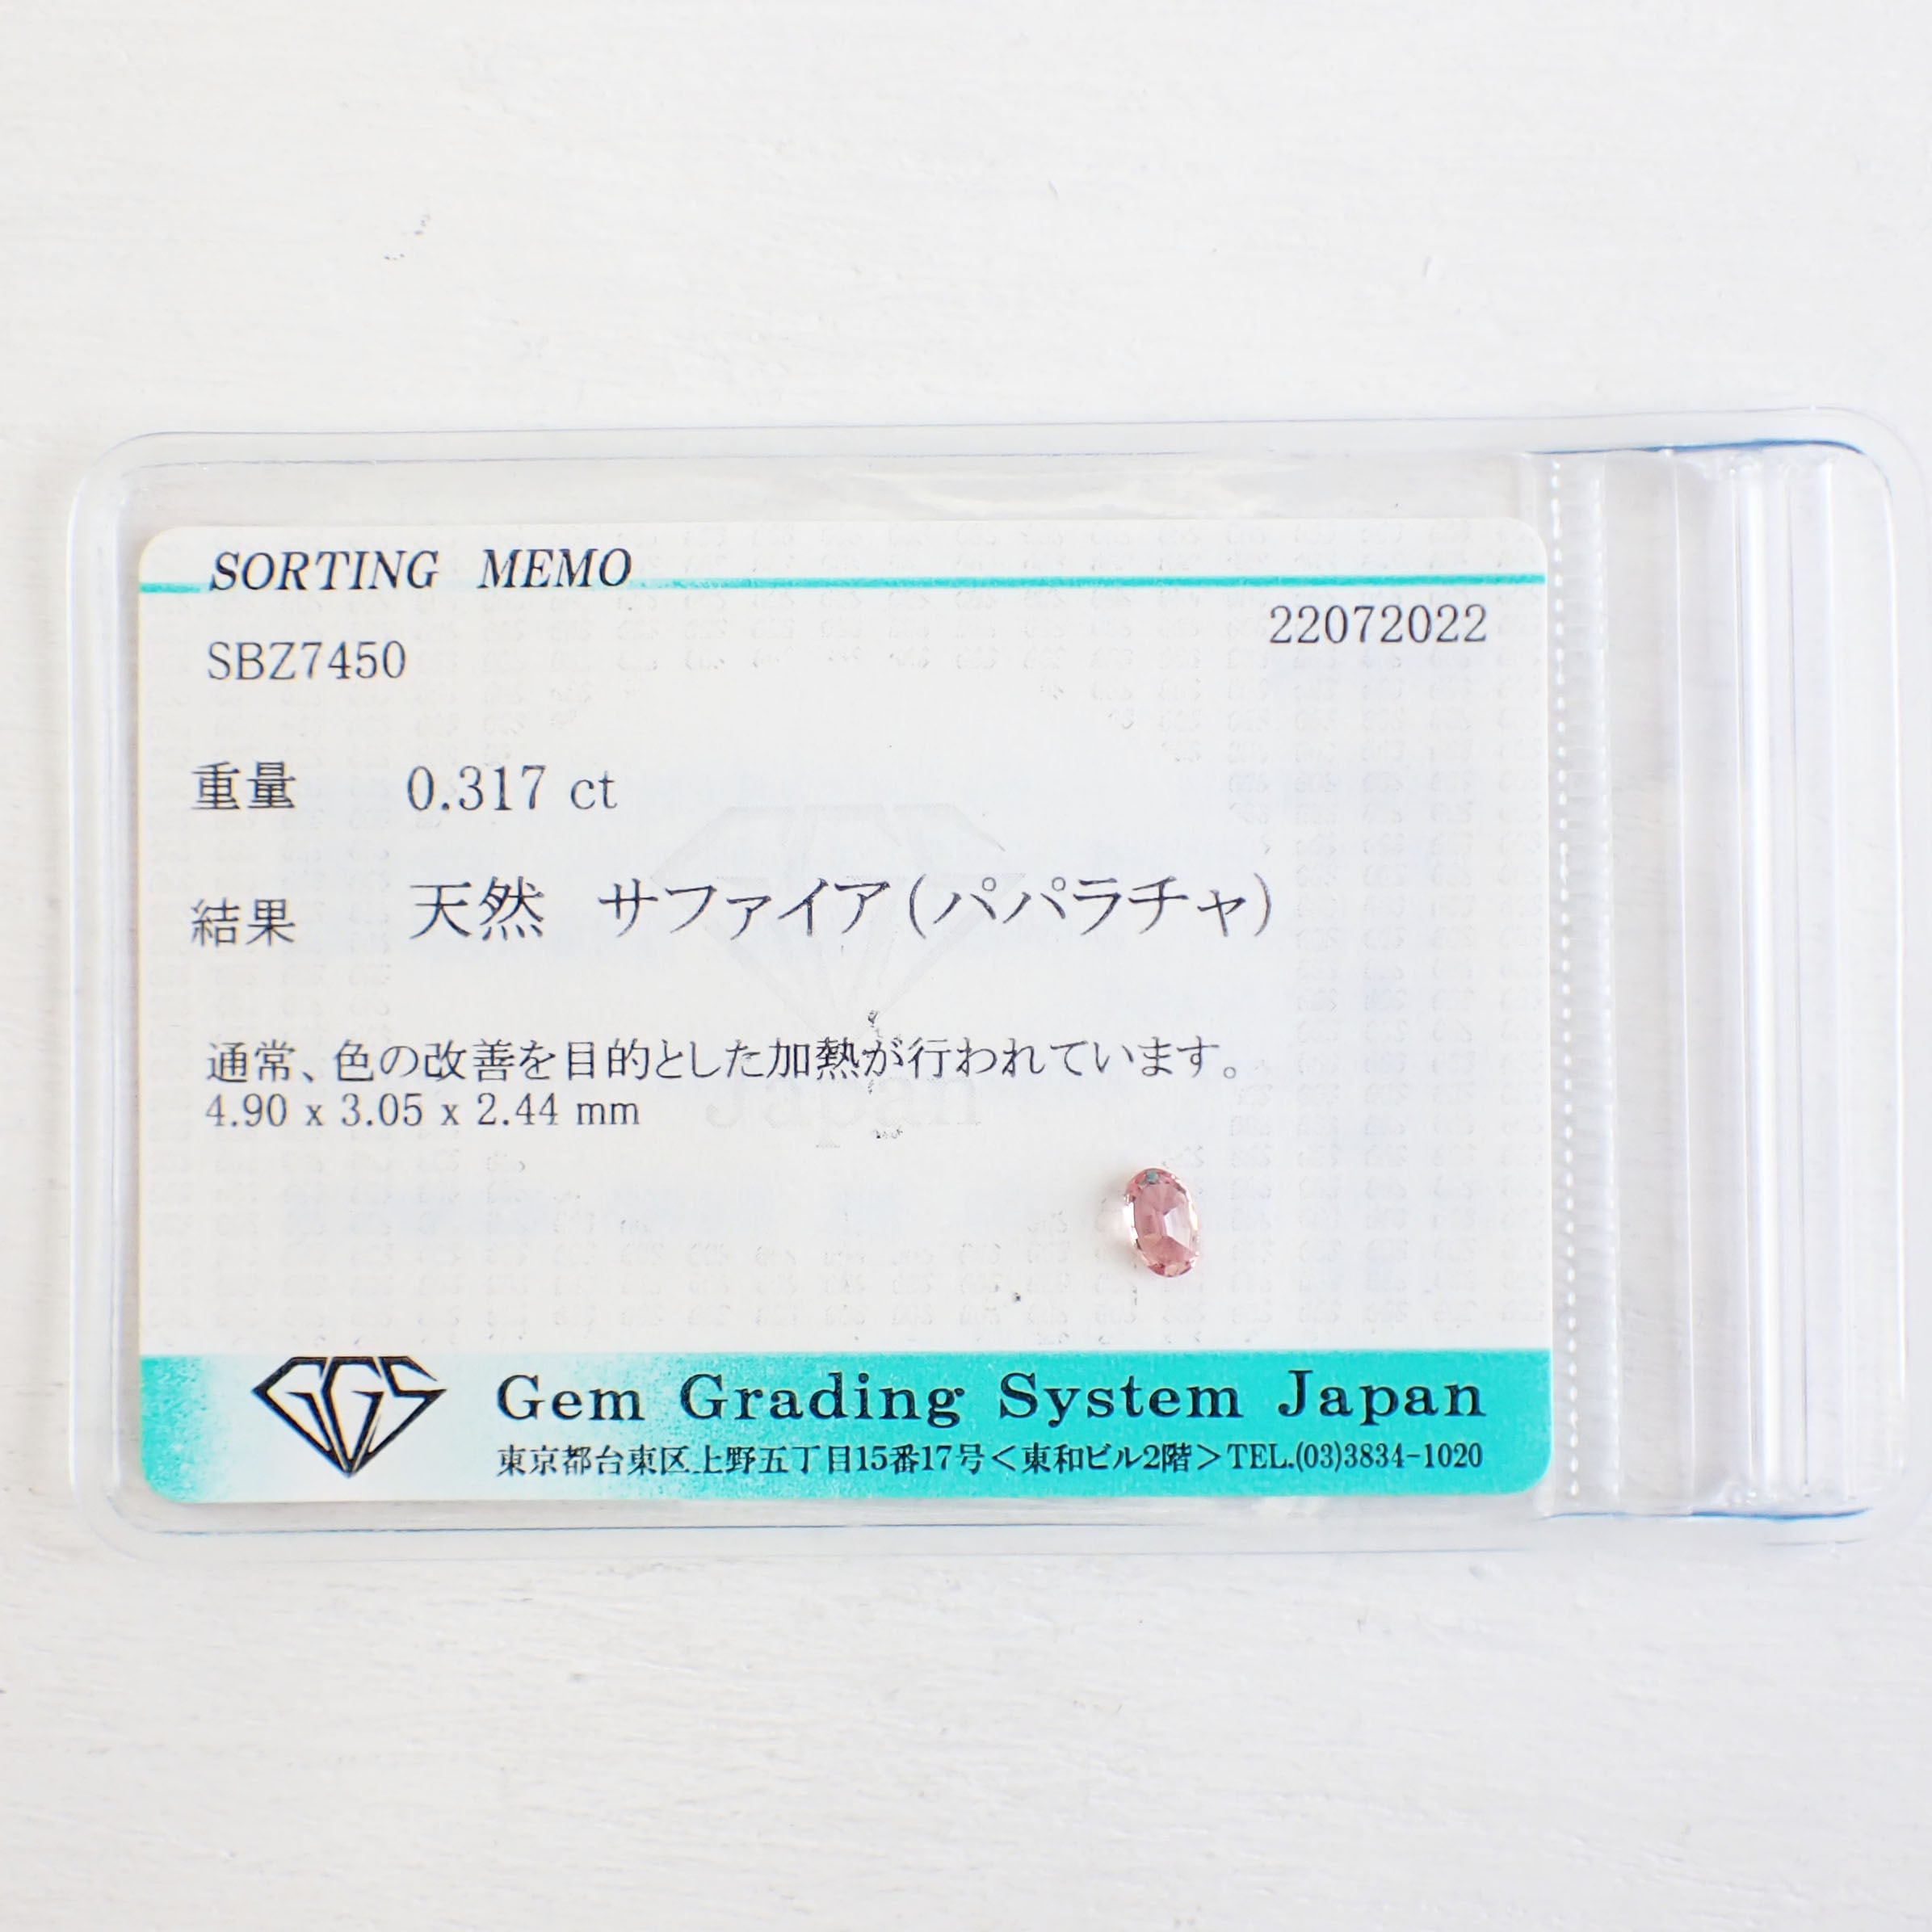 SORTING MEMO
22072022
SBZ7450
重量 0.317 ct
結果 天然 サファイア(パパラチャ)
通常、色の改善を目的とした加熱が行われています。
4.90 x 3.05 x 2.44 mm
Japan
GGS Gem Grading System Japan
東京都台東区上野五丁目15番17号<東和ビル2階>TEL.(03)3834-1020